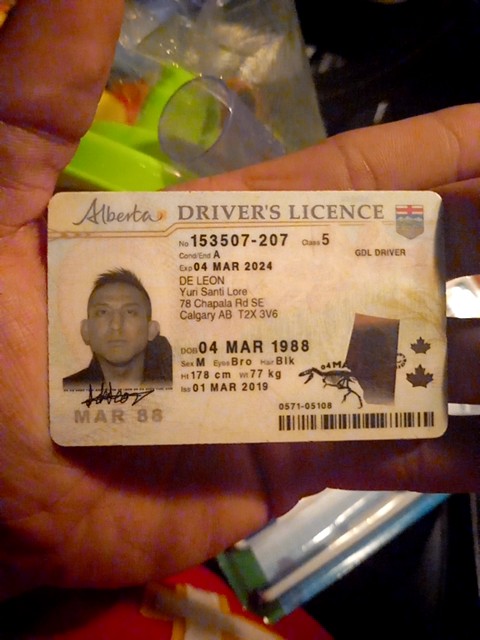 Alberta DRIVER'S LICENCE
No 153507-207 Class 5
Cond/End A GDL DRIVER
Exp 04 MAR 2024
DE LEON
Yuri Santi Lore
78 Chapala Rd SE
Calgary AB T2X 3V6
DOB 04 MAR 1988
Sex M Eyes Bro Hair Blk
Ht 178 cm Wt 77 kg
Iss 01 MAR 2019
04 MA
MAR 88
0571-05108